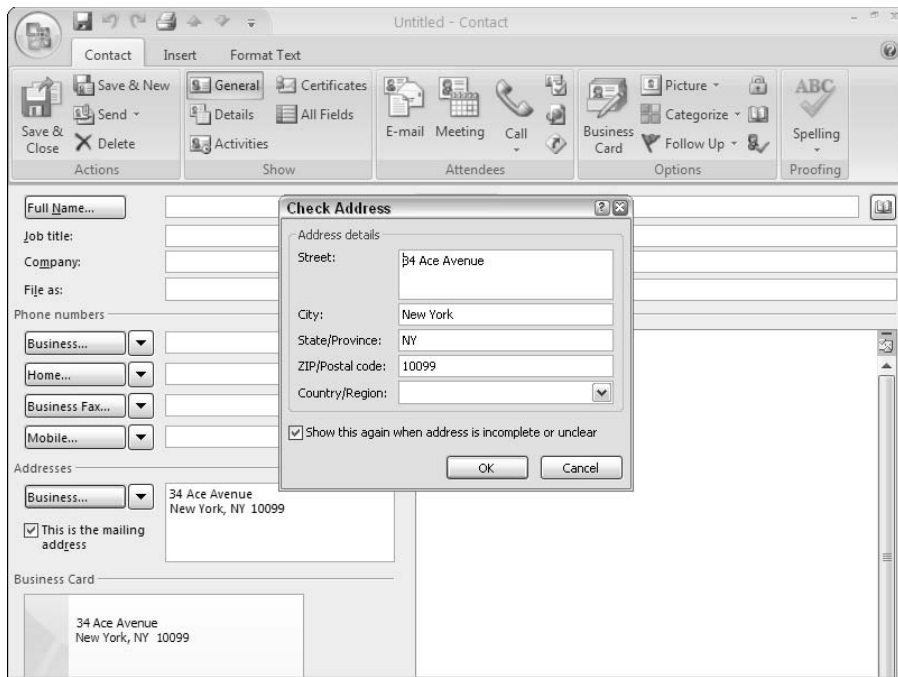 Untitled - Contact
Contact Insert Format Text
Save & Close
Save & New
Send
Delete
Actions
General
Details
Activities
Certificates
All Fields
Show
E-mail
Meeting
Call
Attendees
Business Card
Picture
Categorize
Follow Up
Options
ABC
Spelling
Proofing
Full Name...
Job title:
Company:
File as:
Phone numbers
Business...
Home...
Business Fax...
Mobile...
Addresses
Business...
34 Ace Avenue
New York, NY 10099
This is the mailing
address
Business Card
34 Ace Avenue
New York, NY 10099
Check Address
Address details
Street: 34 Ace Avenue
City: New York
State/Province: NY
ZIP/Postal code: 10099
Country/Region:
Show this again when address is incomplete or unclear
OK Cancel